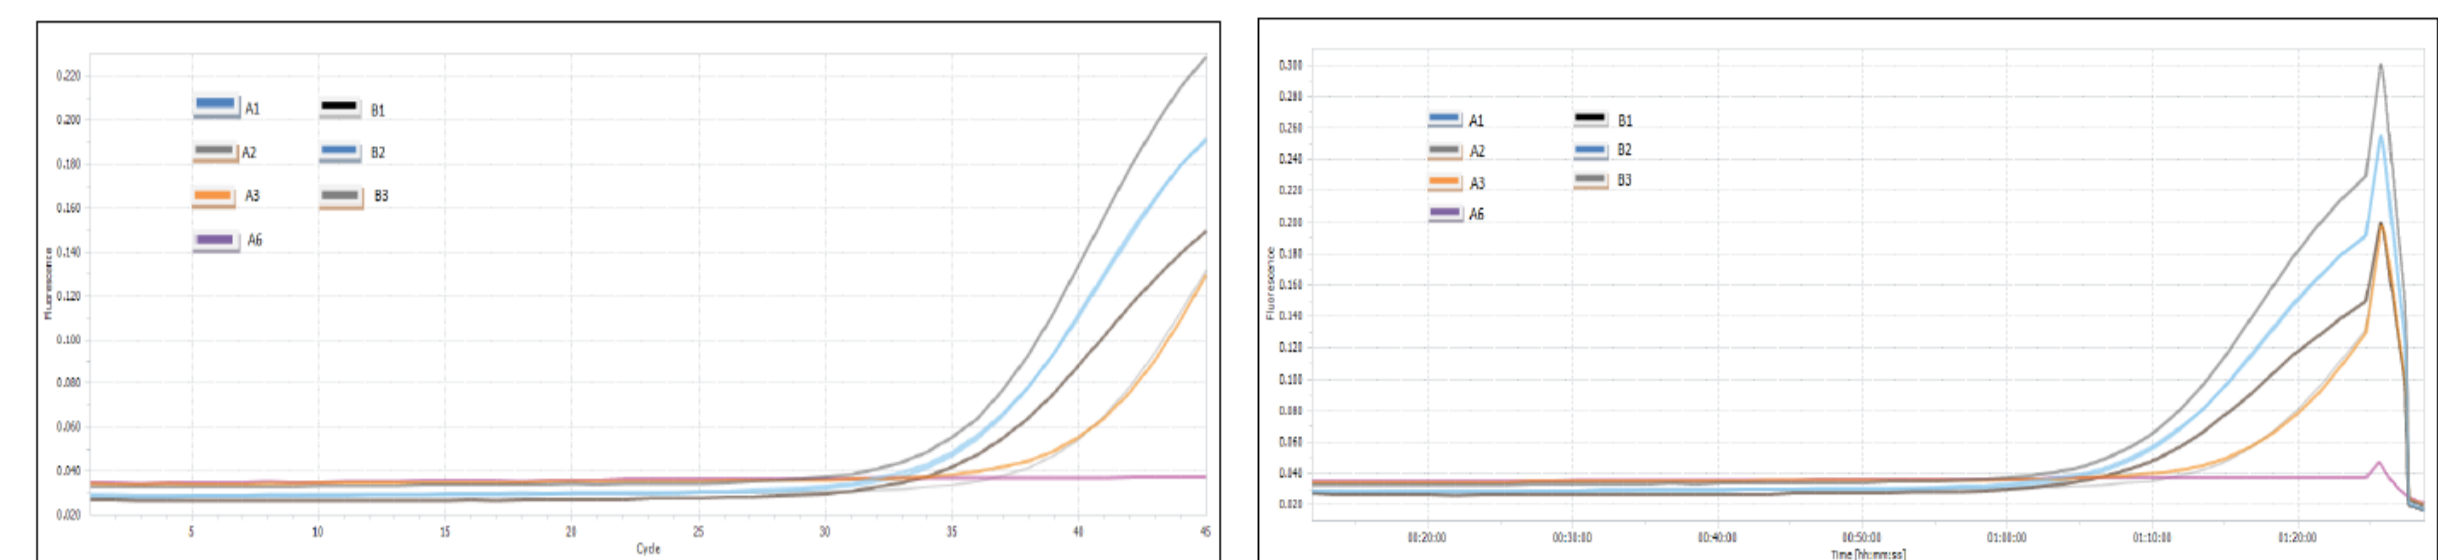 0.220
0.200
0.180
0.160
0.140
0.120
0.100
0.080
0.060
0.040
0.020
Fluorescence
A1 B1
A2 B2
A3 B3
A6
5 10 15 20 25 30 35 40 45
Cycle
0.300
0.280
0.260
0.240
0.220
0.200
0.180
0.160
0.140
0.120
0.100
0.080
0.060
0.040
0.020
Fluorescence
A1 B1
A2 B2
A3 B3
A6
00:20:00 00:30:00 00:40:00 00:50:00 01:00:00 01:10:00 01:20:00
Time [hh:mm:ss]